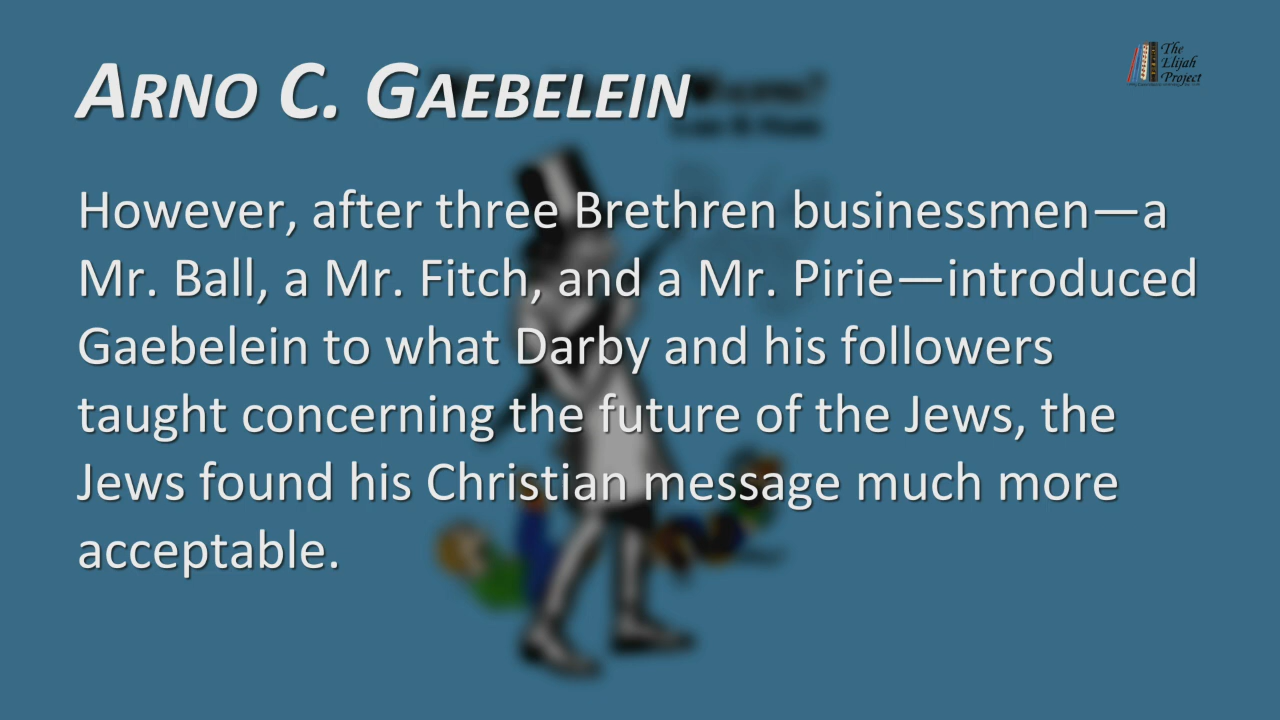 ARNO C. GAEBELEIN
The
Llijah
Project
However, after three Brethren businessmen—a
Mr. Ball, a Mr. Fitch, and a Mr. Pirie—introduced
Gaebelein to what Darby and his followers
taught concerning the future of the Jews, the
Jews found his Christian message much more
acceptable.